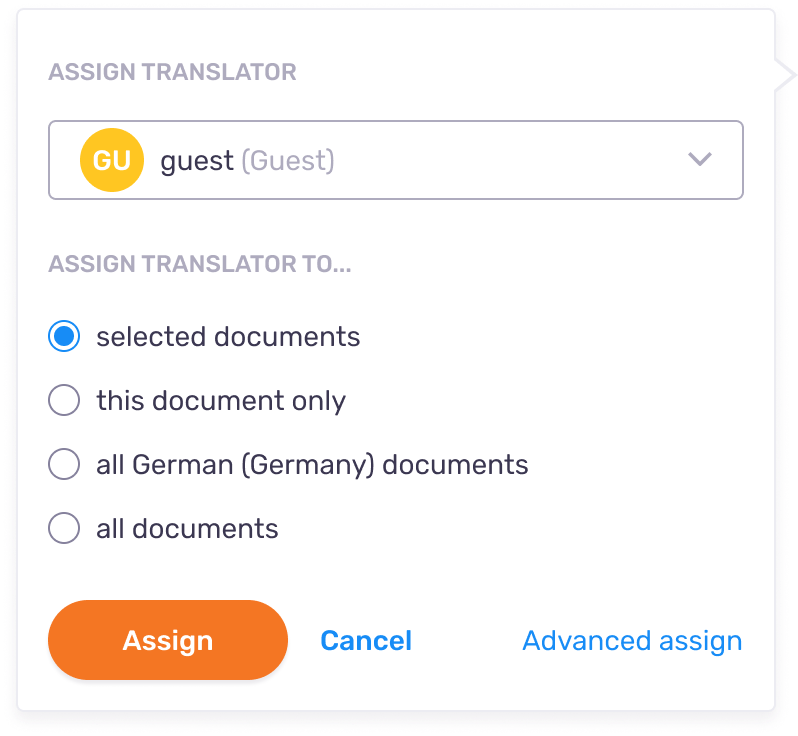 ASSIGN TRANSLATOR
GU guest (Guest)
ASSIGN TRANSLATOR TO...
selected documents
this document only
all German (Germany) documents
all documents
Assign Cancel Advanced assign